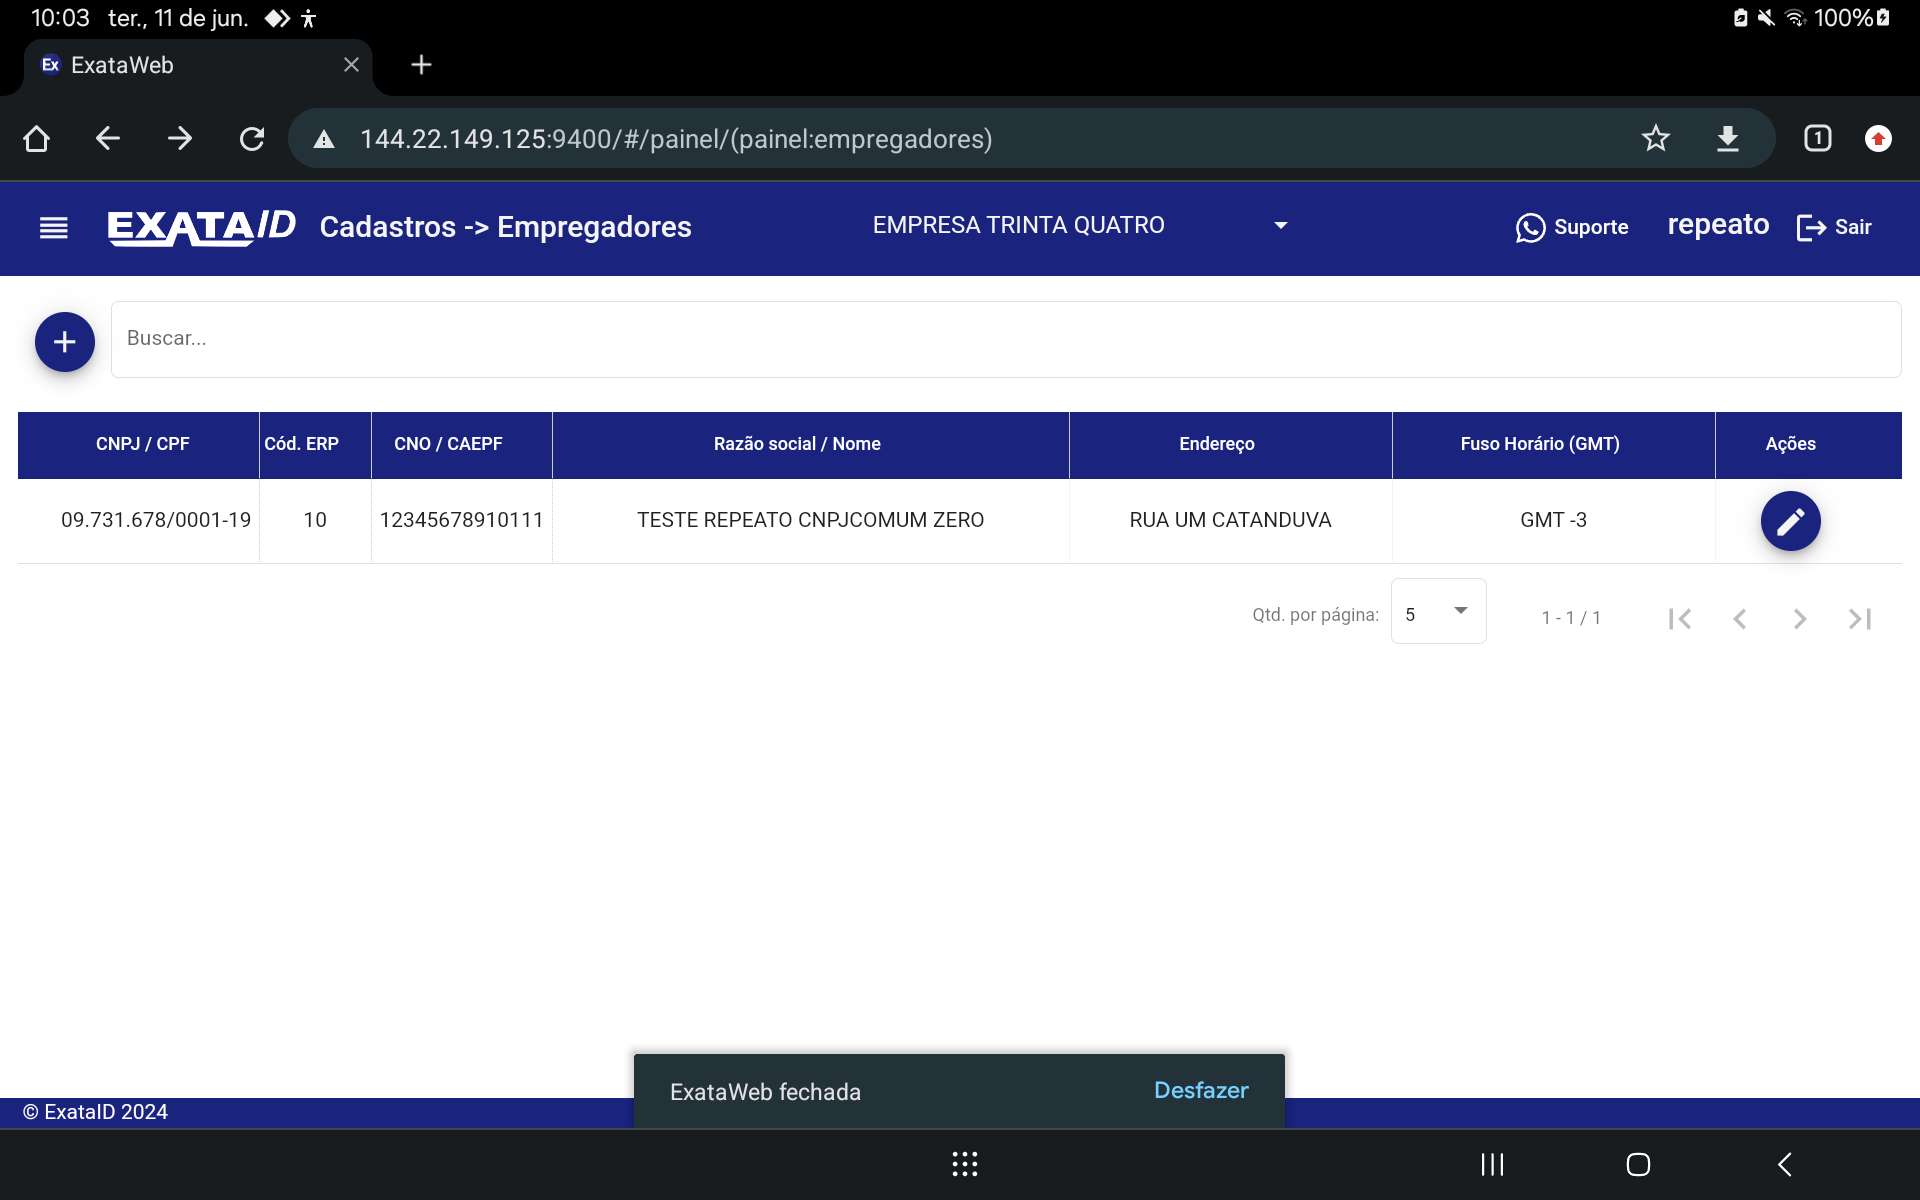 10:03 ter., 11 de jun. 100%
Ex ExataWeb
144.22.149.125:9400/#/painel/(painel:empregadores) 1
EXATAID Cadastros -> Empregadores EMPRESA TRINTA QUATRO Suporte repeato Sair
Buscar...
CNPJ / CPF Cód. ERP CNO / CAEPF Razão social / Nome Endereço Fuso Horário (GMT) Ações
09.731.678/0001-19 10 12345678910111 TESTE REPEATO CNPJCOMUM ZERO RUA UM CATANDUVA GMT -3
Qtd. por página: 5 1 - 1 / 1
ExataWeb fechada Desfazer
© ExataID 2024